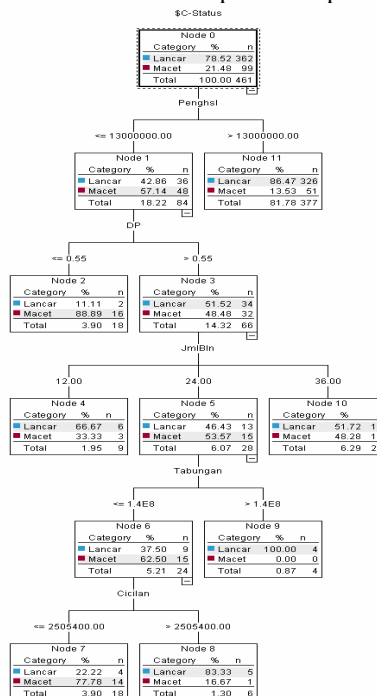 $C-Status
Node 0
Category % n
Lancar 78.52 362
Macet 21.48 99
Total 100.00 461
Penghsl
<= 13000000.00 > 13000000.00
Node 1
Category % n
Lancar 42.86 36
Macet 57.14 48
Total 18.22 84
Node 11
Category % n
Lancar 86.47 326
Macet 13.53 51
Total 81.78 377
DP
<= 0.55 > 0.55
Node 2
Category % n
Lancar 11.11 2
Macet 88.89 16
Total 3.90 18
Node 3
Category % n
Lancar 51.52 34
Macet 48.48 32
Total 14.32 66
JmlBln
12.00 24.00 36.00
Node 4
Category % n
Lancar 66.67 6
Macet 33.33 3
Total 1.95 9
Node 5
Category % n
Lancar 46.43 13
Macet 53.57 15
Total 6.07 28
Node 10
Category %
Lancar 51.72 1
Macet 48.28 1
Total 6.29 2
Tabungan
<= 1.4E8 > 1.4E8
Node 6
Category % n
Lancar 37.50 9
Macet 62.50 15
Total 5.21 24
Node 9
Category % n
Lancar 100.00 4
Macet 0.00 0
Total 0.87 4
Cicilan
<= 2505400.00 > 2505400.00
Node 7
Category % n
Lancar 22.22 4
Macet 77.78 14
Total 3.90 18
Node 8
Category % n
Lancar 83.33 5
Macet 16.67 1
Total 1.30 6